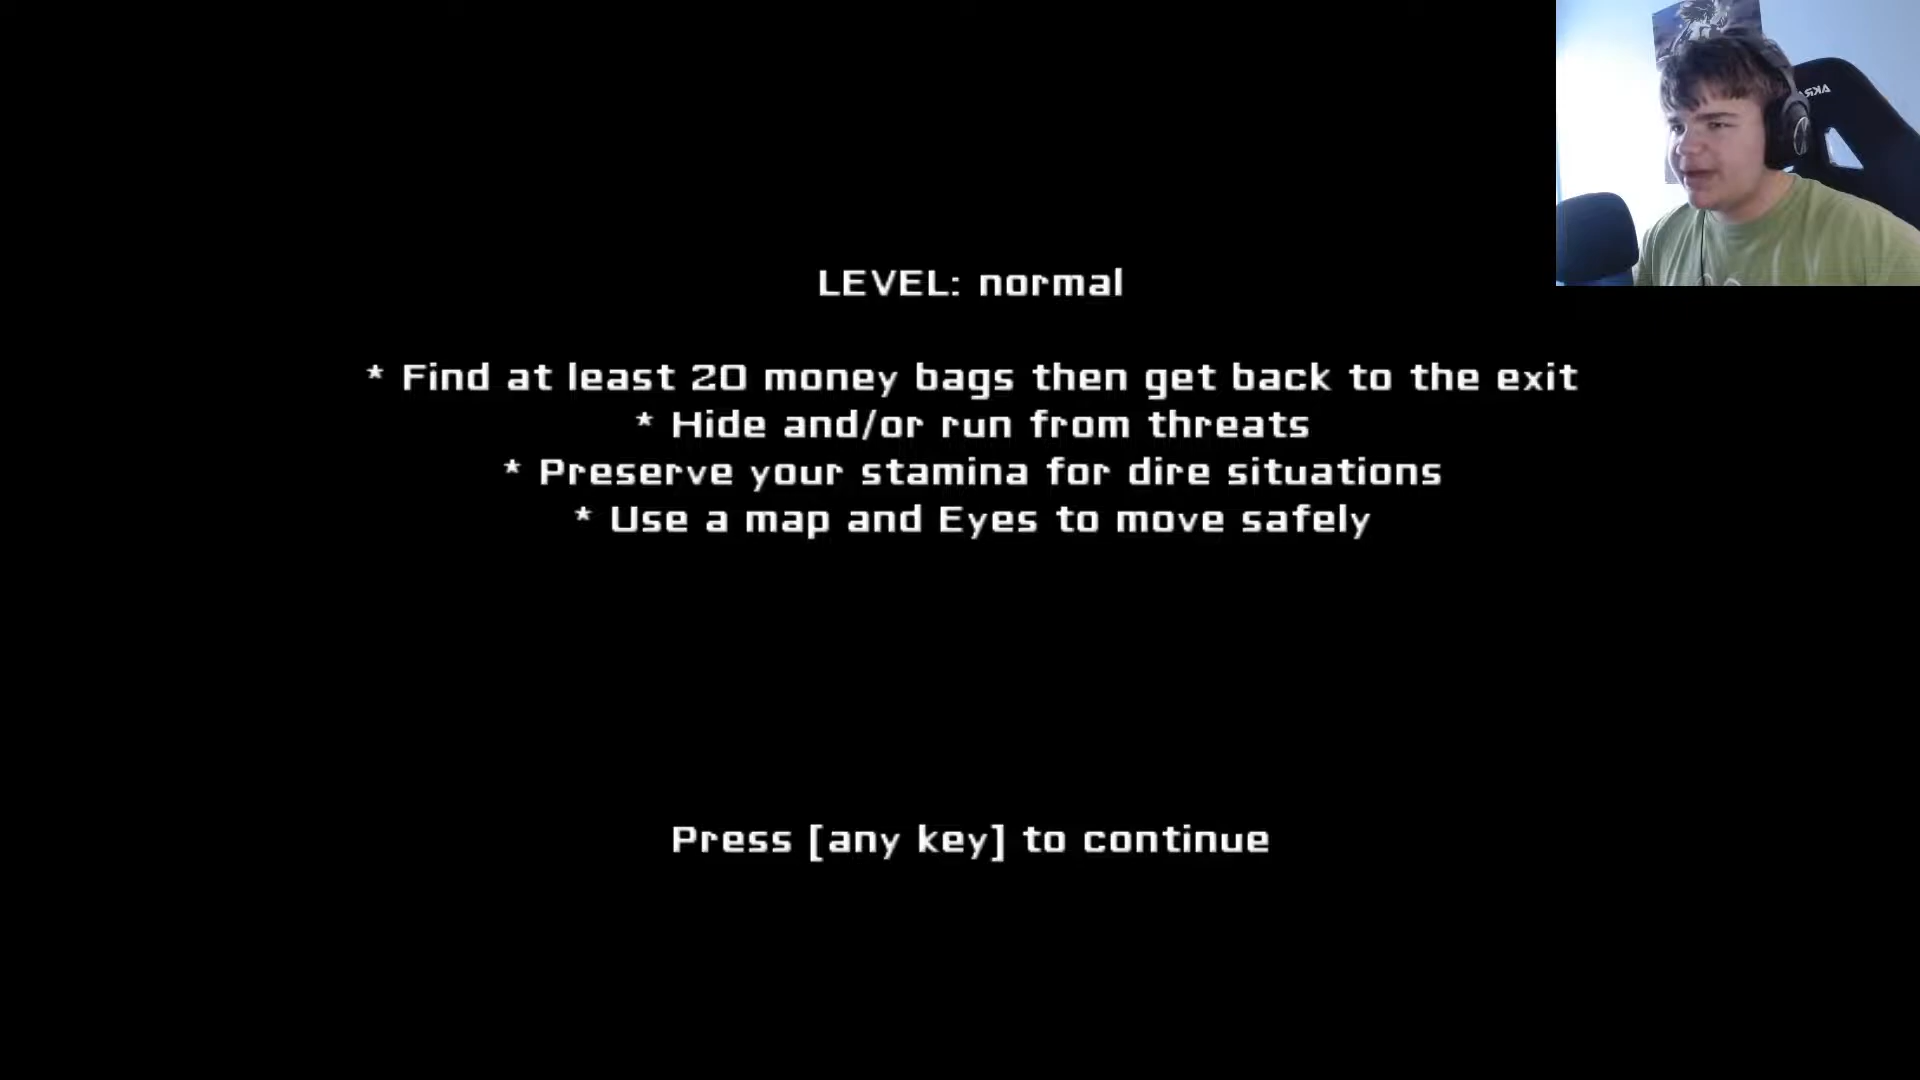 LEVEL: normal
* Find at least 20 money bags then get back to the exit
* Hide and/or run from threats
* Preserve your stamina for dire situations
* Use a map and Eyes to move safely
Press [any key] to continue